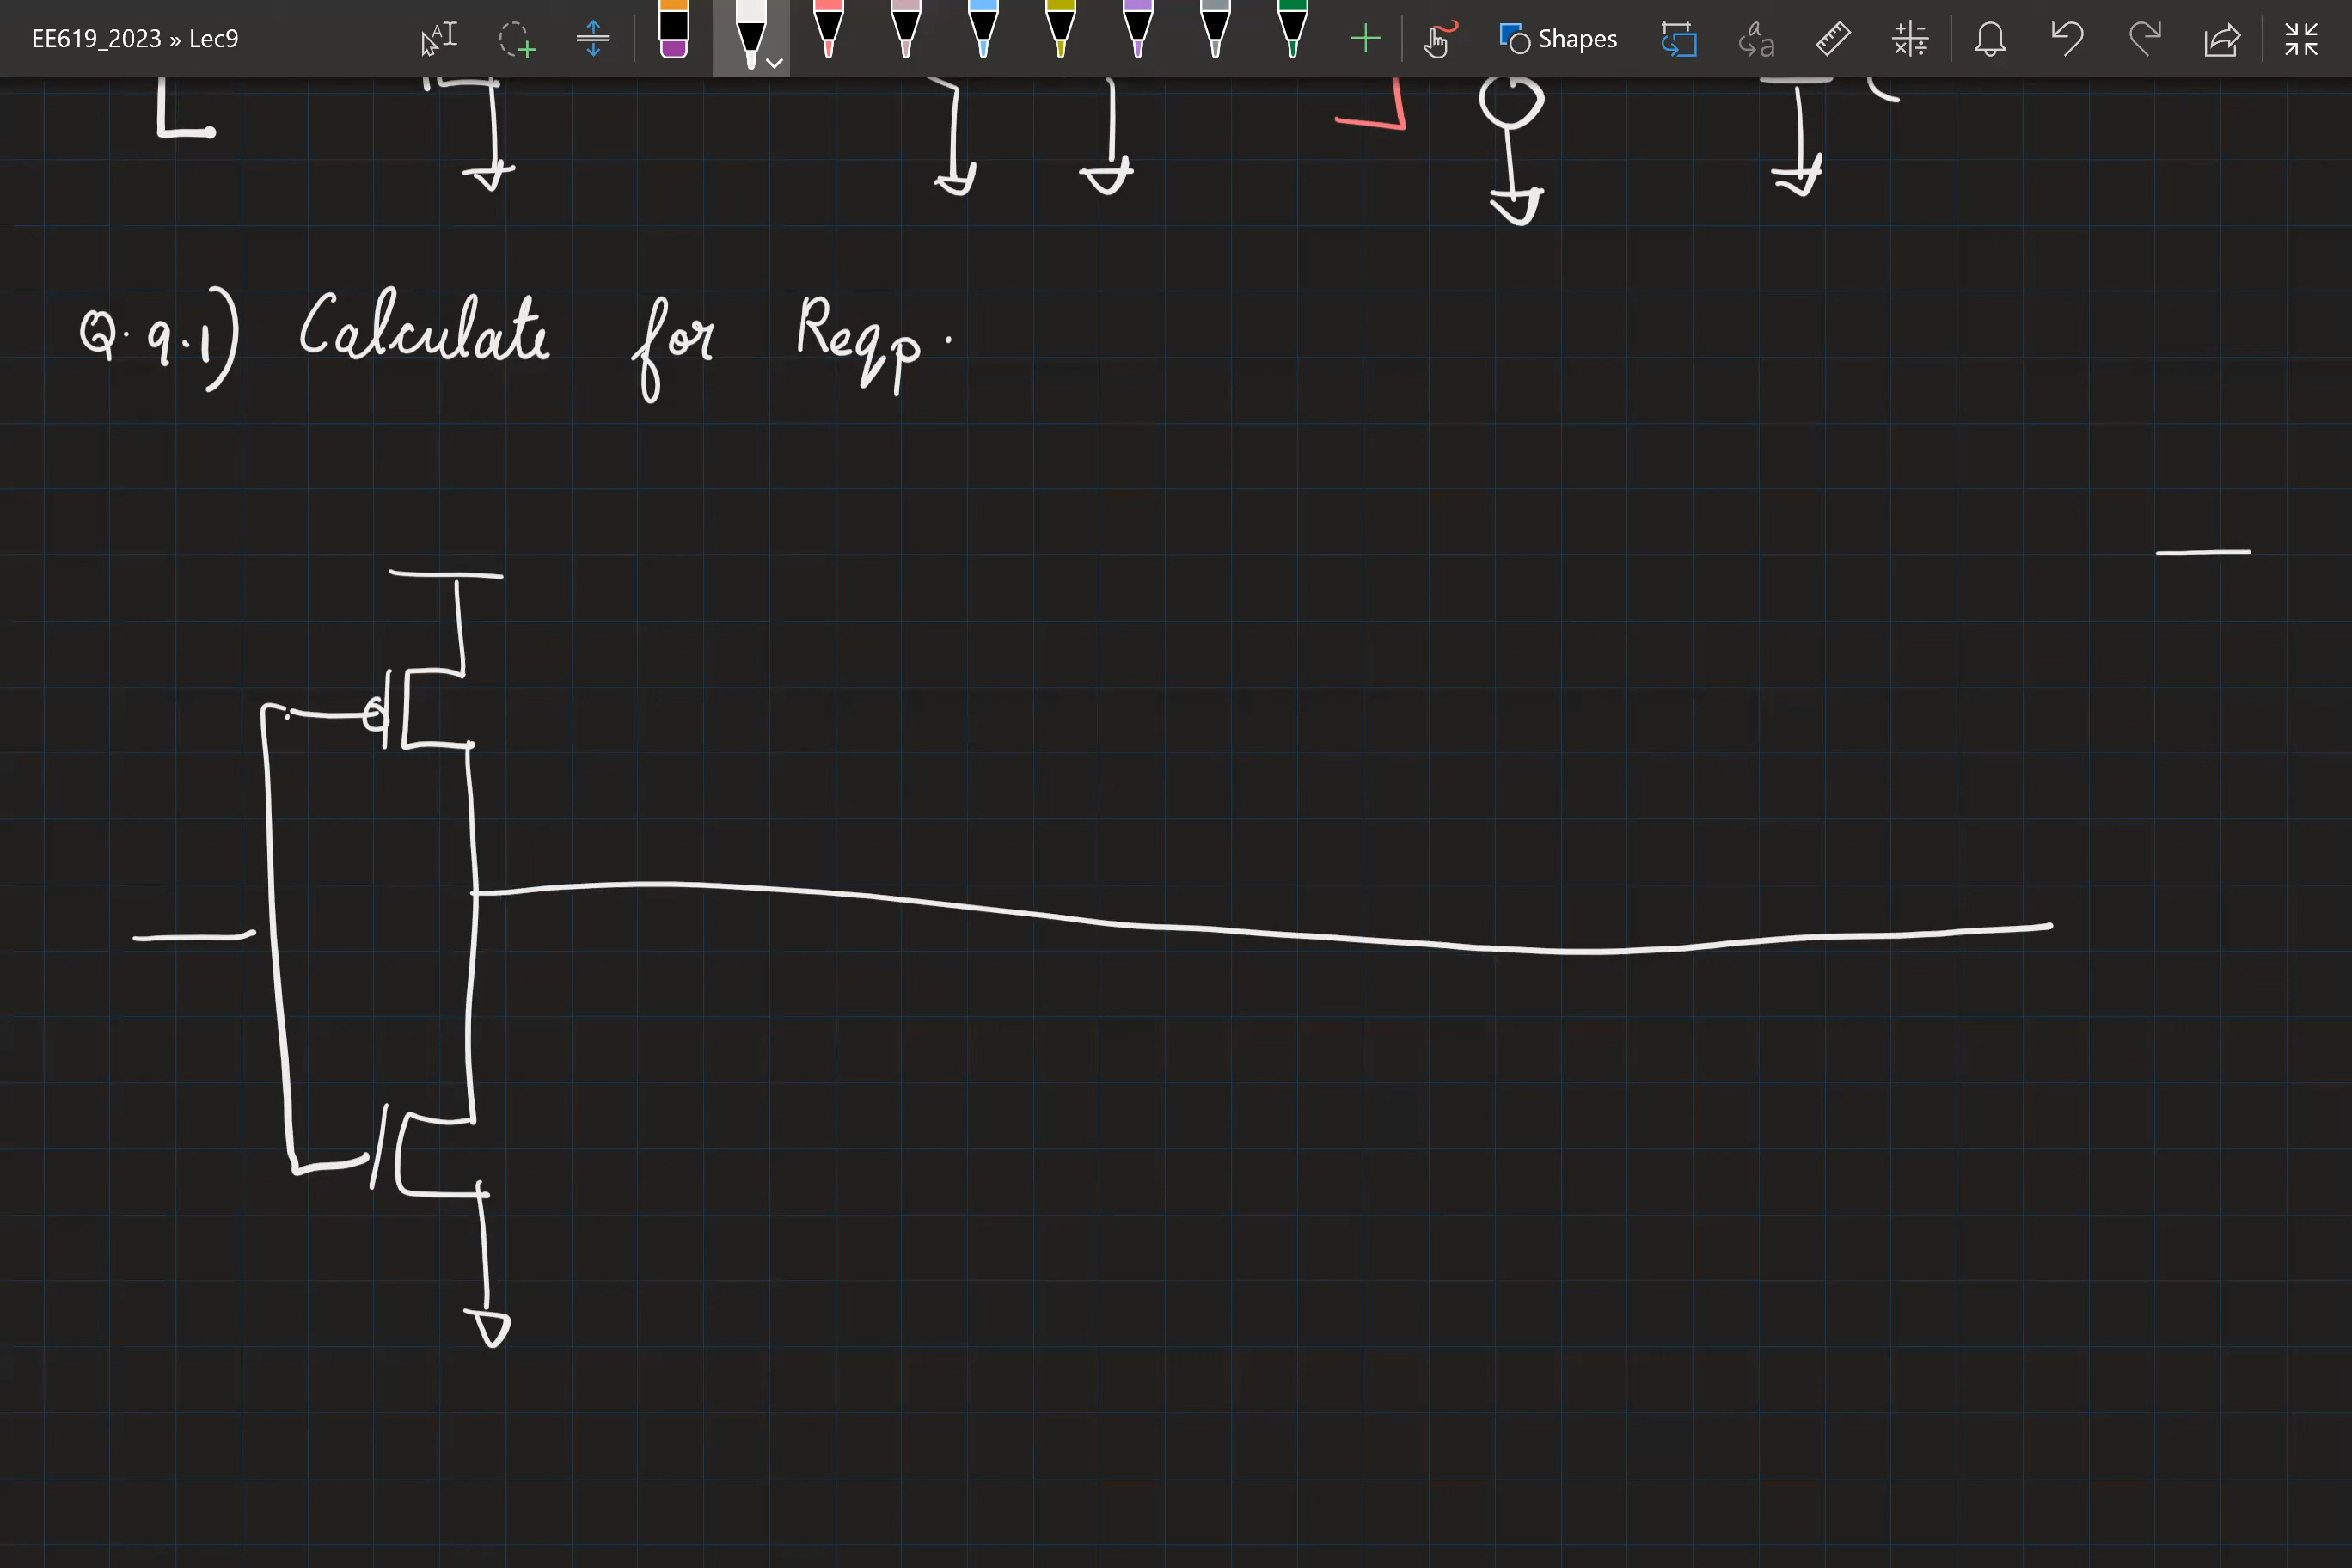 EE619_2023 » Lec9
Shapes
Q.9.1) Calculate for Reqp.